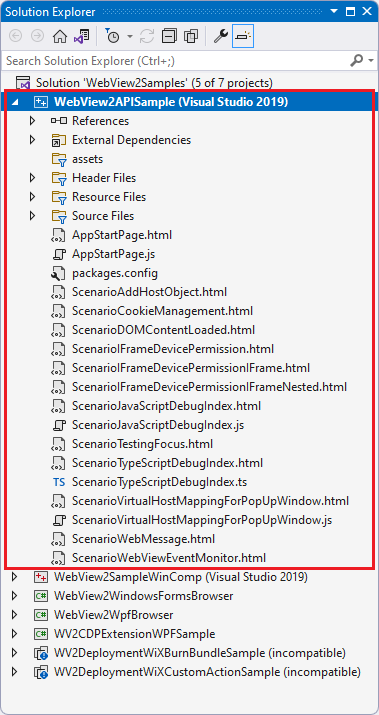 Solution Explorer
Search Solution Explorer (Ctrl+;)
Solution 'WebView2Samples' (5 of 7 projects)
WebView2APISample (Visual Studio 2019)
References
External Dependencies
assets
Header Files
Resource Files
Source Files
AppStartPage.html
AppStartPage.js
packages.config
ScenarioAddHostObject.html
ScenarioCookieManagement.html
ScenarioDOMContentLoaded.html
ScenarioIFrameDevicePermission.html
ScenarioIFrameDevicePermissionIFrame.html
ScenarioIFrameDevicePermissionIFrameNested.html
ScenarioJavaScriptDebugIndex.html
ScenarioJavaScriptDebugIndex.js
ScenarioTestingFocus.html
ScenarioTypeScriptDebugIndex.html
TS ScenarioTypeScriptDebugIndex.ts
ScenarioVirtualHostMappingForPopUpWindow.html
ScenarioVirtualHostMappingForPopUpWindow.js
ScenarioWebMessage.html
ScenarioWebViewEventMonitor.html
WebView2SampleWinComp (Visual Studio 2019)
C# WebView2WindowsFormsBrowser
C# WebView2WpfBrowser
C# WV2CDPExtensionWPFSample
WV2DeploymentWiXBurnBundleSample (incompatible)
WV2DeploymentWiXCustomActionSample (incompatible)